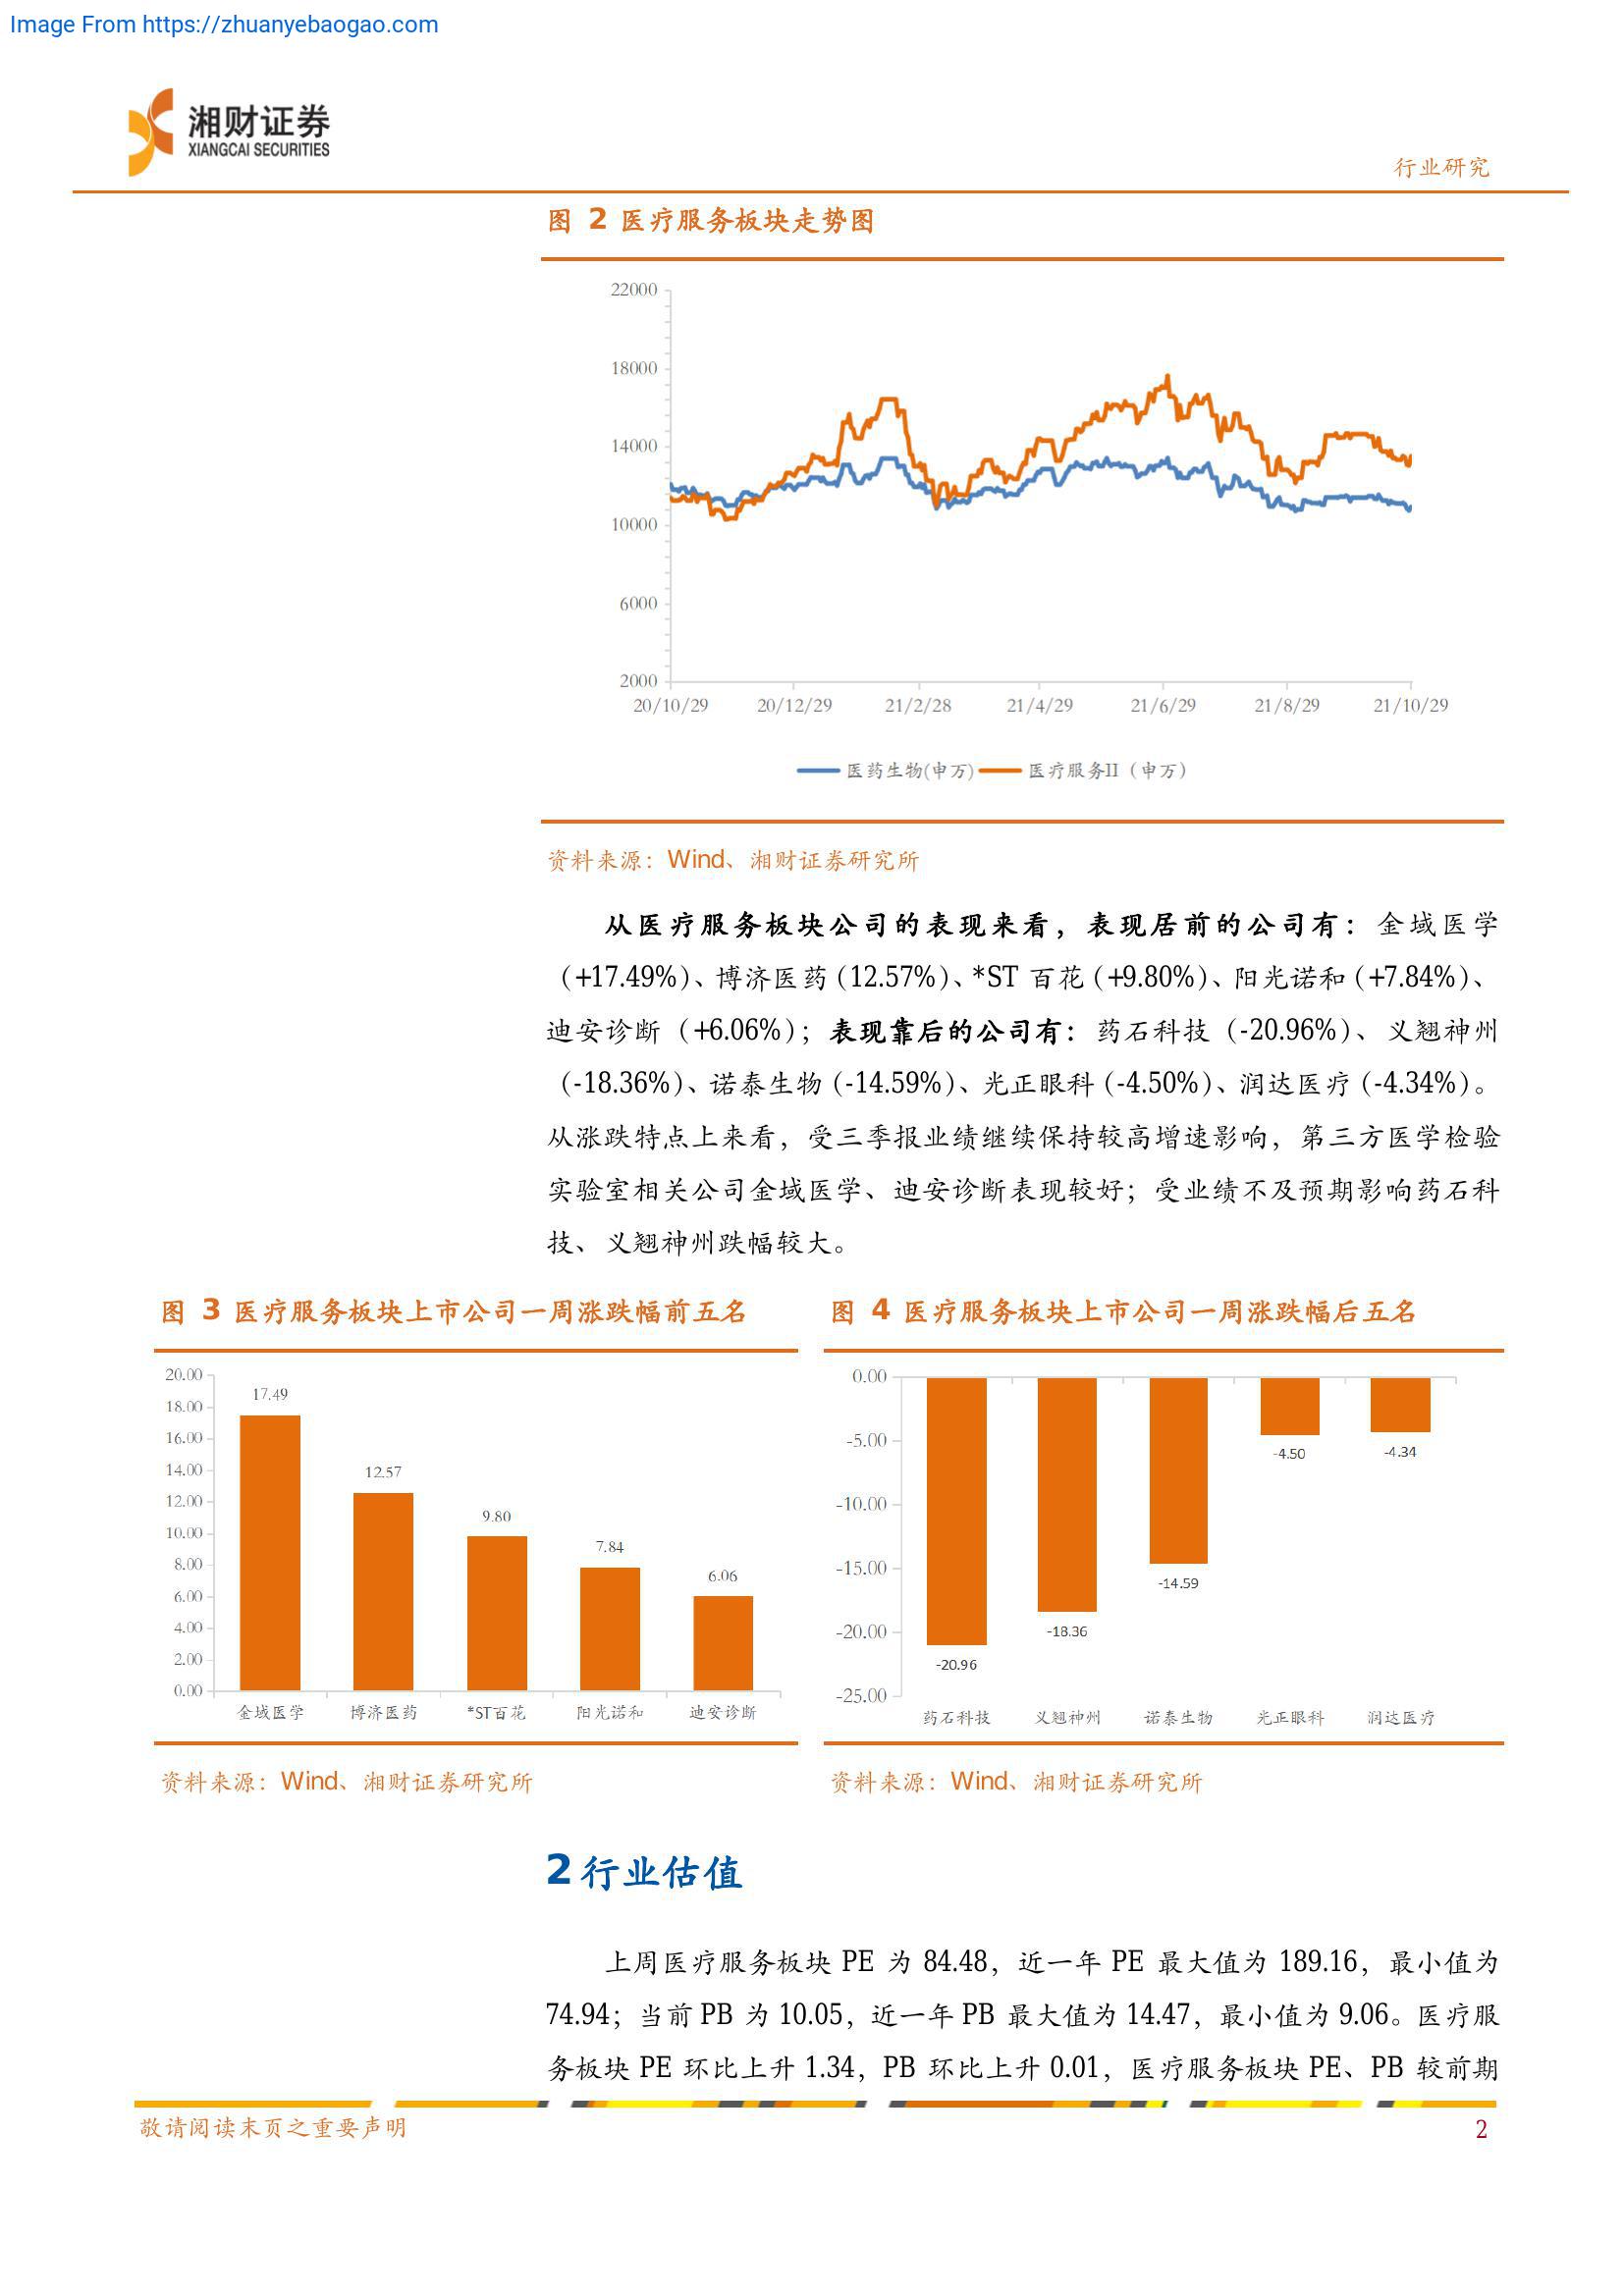 Image From https://zhuanyebaogao.com
湘财证券
XIANGCAI SECURITIES
行业研究
图 2 医疗服务板块走势图
22000
18000
14000
10000
6000
2000
20/10/29 20/12/29 21/2/28 21/4/29 21/6/29 21/8/29 21/10/29
医药生物(申万) 医疗服务II（申万）
资料来源：Wind、湘财证券研究所
从医疗服务板块公司的表现来看，表现居前的公司有：金域医学
（+17.49%）、博济医药（12.57%）、*ST 百花（+9.80%）、阳光诺和（+7.84%）、
迪安诊断（+6.06%）；表现靠后的公司有：药石科技（-20.96%）、义翘神州
（-18.36%）、诺泰生物（-14.59%）、光正眼科（-4.50%）、润达医疗（-4.34%）。
从涨跌特点上来看，受三季报业绩继续保持较高增速影响，第三方医学检验
实验室相关公司金域医学、迪安诊断表现较好；受业绩不及预期影响药石科
技、义翘神州跌幅较大。
图 3 医疗服务板块上市公司一周涨跌幅前五名
20.00
18.00
16.00
14.00
12.00
10.00
8.00
6.00
4.00
2.00
0.00
17.49
12.57
9.80
7.84
6.06
金域医学 博济医药 *ST百花 阳光诺和 迪安诊断
资料来源：Wind、湘财证券研究所
图 4 医疗服务板块上市公司一周涨跌幅后五名
0.00
-5.00
-10.00
-15.00
-20.00
-25.00
-20.96
-18.36
-14.59
-4.50
-4.34
药石科技 义翘神州 诺泰生物 光正眼科 润达医疗
资料来源：Wind、湘财证券研究所
2 行业估值
上周医疗服务板块 PE 为 84.48，近一年 PE 最大值为 189.16，最小值为
74.94；当前 PB 为 10.05，近一年 PB 最大值为 14.47，最小值为 9.06。医疗服
务板块 PE 环比上升 1.34，PB 环比上升 0.01，医疗服务板块 PE、PB 较前期
敬请阅读末页之重要声明
2